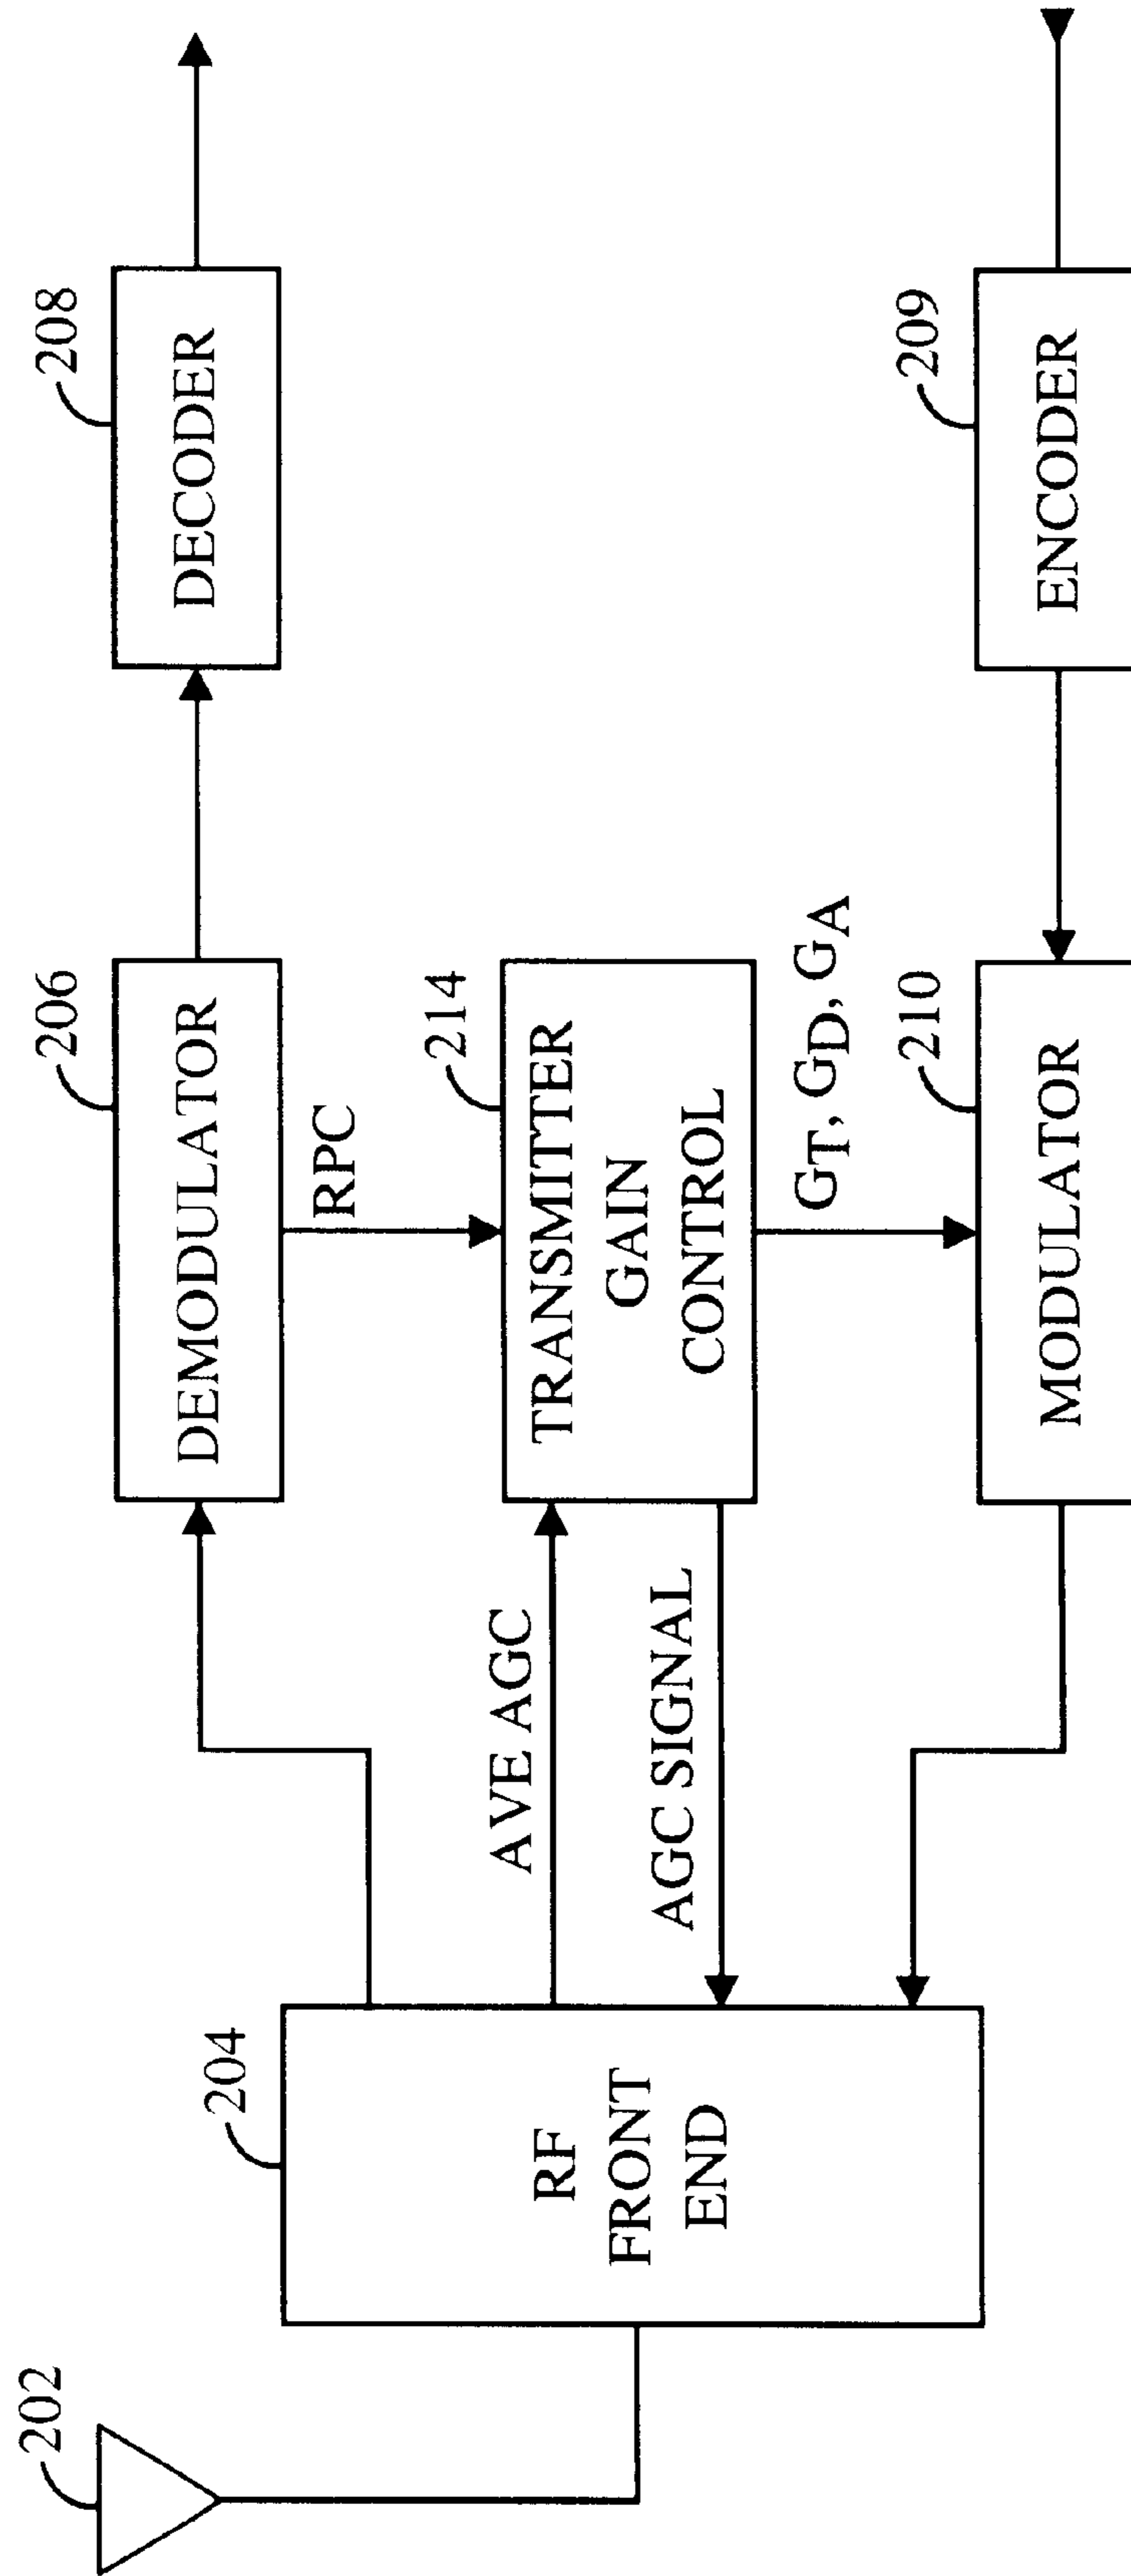 202
204
RF
FRONT
END
AVE AGC
AGC SIGNAL
206
DEMODULATOR
RPC
214
TRANSMITTER
GAIN
CONTROL
GT, GD, GA
210
MODULATOR
208
DECODER
209
ENCODER